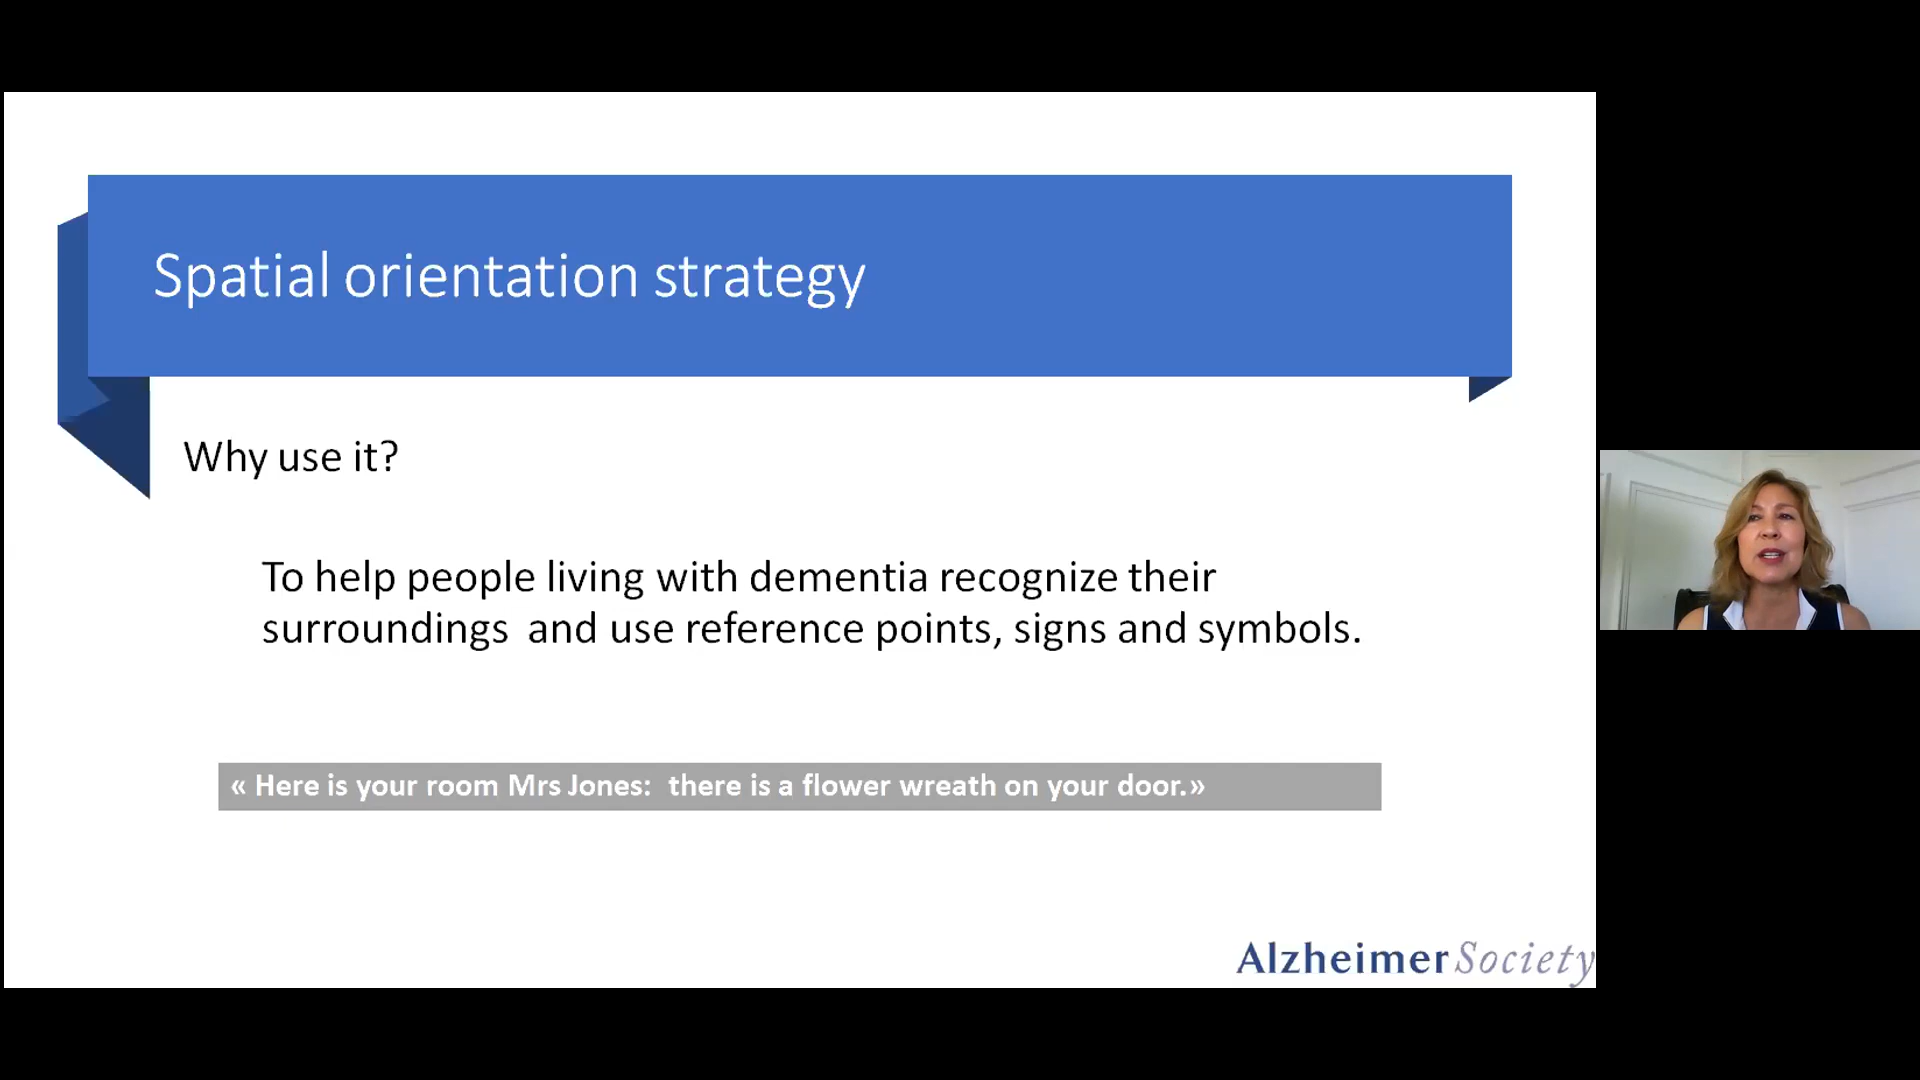 Spatial orientation strategy
Why use it?
To help people living with dementia recognize their
surroundings  and use reference points, signs and symbols.
« Here is your room Mrs Jones:  there is a flower wreath on your door.»
Alzheimer Society